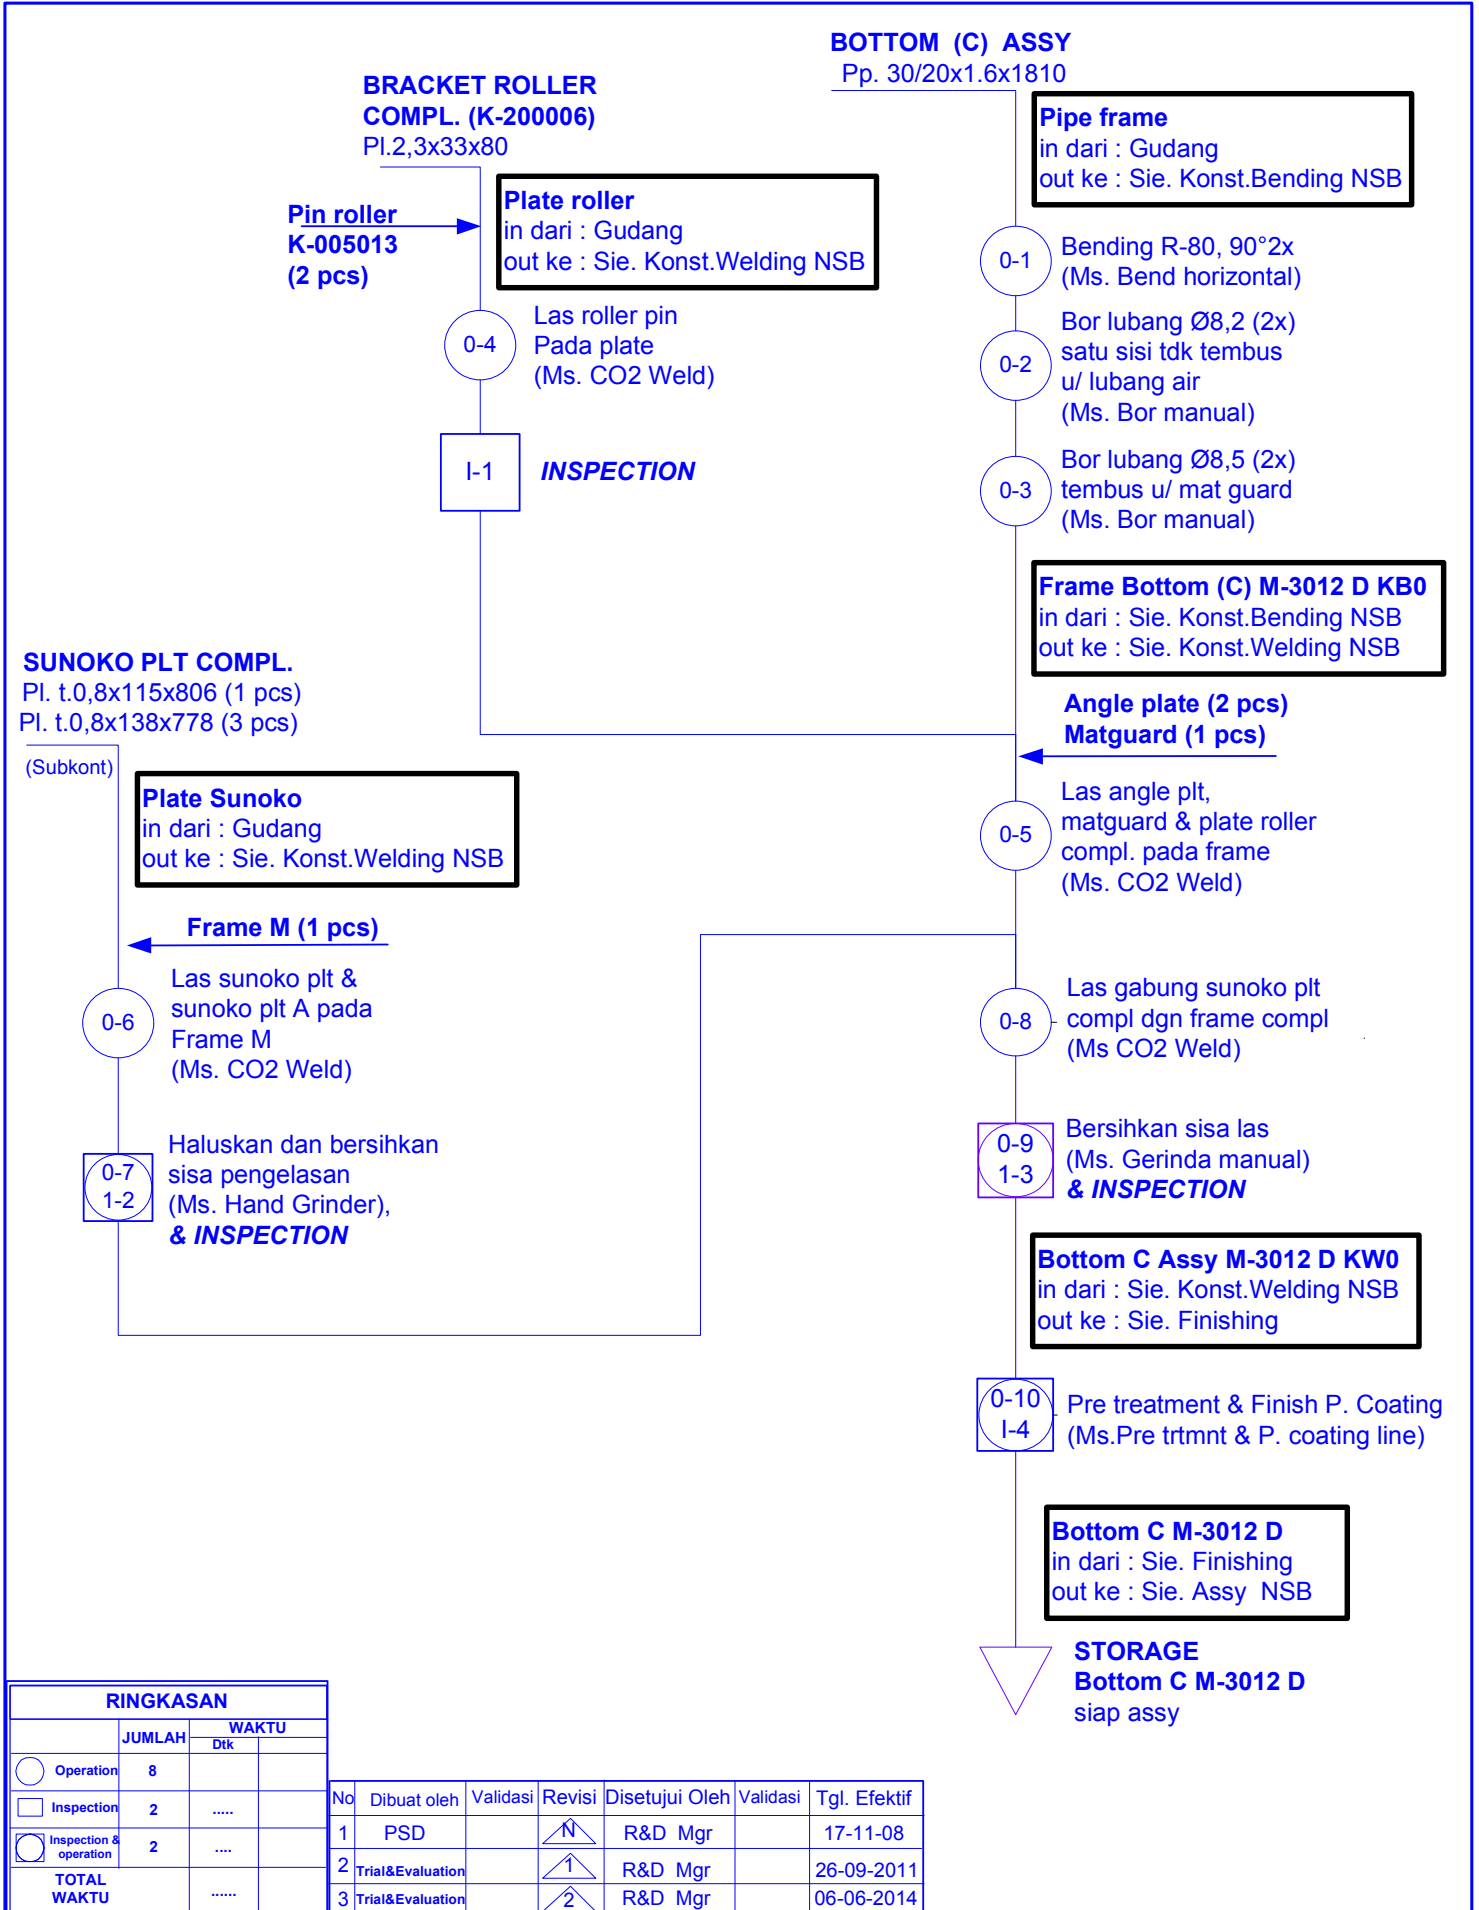 BOTTOM (C) ASSY
Pp. 30/20x1.6x1810
BRACKET ROLLER
COMPL. (K-200006)
Pl.2,3x33x80
Pipe frame
in dari : Gudang
out ke : Sie. Konst.Bending NSB
Plate roller
in dari : Gudang
out ke : Sie. Konst.Welding NSB
Pin roller
K-005013
(2 pcs)
0-1
Bending R-80, 90°2x
(Ms. Bend horizontal)
0-4
Las roller pin
Pada plate
(Ms. CO2 Weld)
0-2
Bor lubang Ø8,2 (2x)
satu sisi tdk tembus
u/ lubang air
(Ms. Bor manual)
I-1
INSPECTION
0-3
Bor lubang Ø8,5 (2x)
tembus u/ mat guard
(Ms. Bor manual)
Frame Bottom (C) M-3012 D KB0
in dari : Sie. Konst.Bending NSB
out ke : Sie. Konst.Welding NSB
SUNOKO PLT COMPL.
Pl. t.0,8x115x806 (1 pcs)
Pl. t.0,8x138x778 (3 pcs)
(Subkont)
Angle plate (2 pcs)
Matguard (1 pcs)
Plate Sunoko
in dari : Gudang
out ke : Sie. Konst.Welding NSB
0-5
Las angle plt,
matguard & plate roller
compl. pada frame
(Ms. CO2 Weld)
Frame M (1 pcs)
0-6
Las sunoko plt &
sunoko plt A pada
Frame M
(Ms. CO2 Weld)
0-8
Las gabung sunoko plt
compl dgn frame compl
(Ms CO2 Weld)
0-7
1-2
Haluskan dan bersihkan
sisa pengelasan
(Ms. Hand Grinder),
& INSPECTION
0-9
1-3
Bersihkan sisa las
(Ms. Gerinda manual)
& INSPECTION
Bottom C Assy M-3012 D KW0
in dari : Sie. Konst.Welding NSB
out ke : Sie. Finishing
0-10
I-4
Pre treatment & Finish P. Coating
(Ms.Pre trtmnt & P. coating line)
Bottom C M-3012 D
in dari : Sie. Finishing
out ke : Sie. Assy NSB
STORAGE
Bottom C M-3012 D
siap assy
RINGKASAN
JUMLAH WAKTU
Dtk
Operation 8
Inspection 2 .....
Inspection & operation 2 ....
TOTAL WAKTU ......
No Dibuat oleh Validasi Revisi Disetujui Oleh Validasi Tgl. Efektif
1 PSD N R&D Mgr 17-11-08
2 Trial&Evaluation 1 R&D Mgr 26-09-2011
3 Trial&Evaluation 2 R&D Mgr 06-06-2014